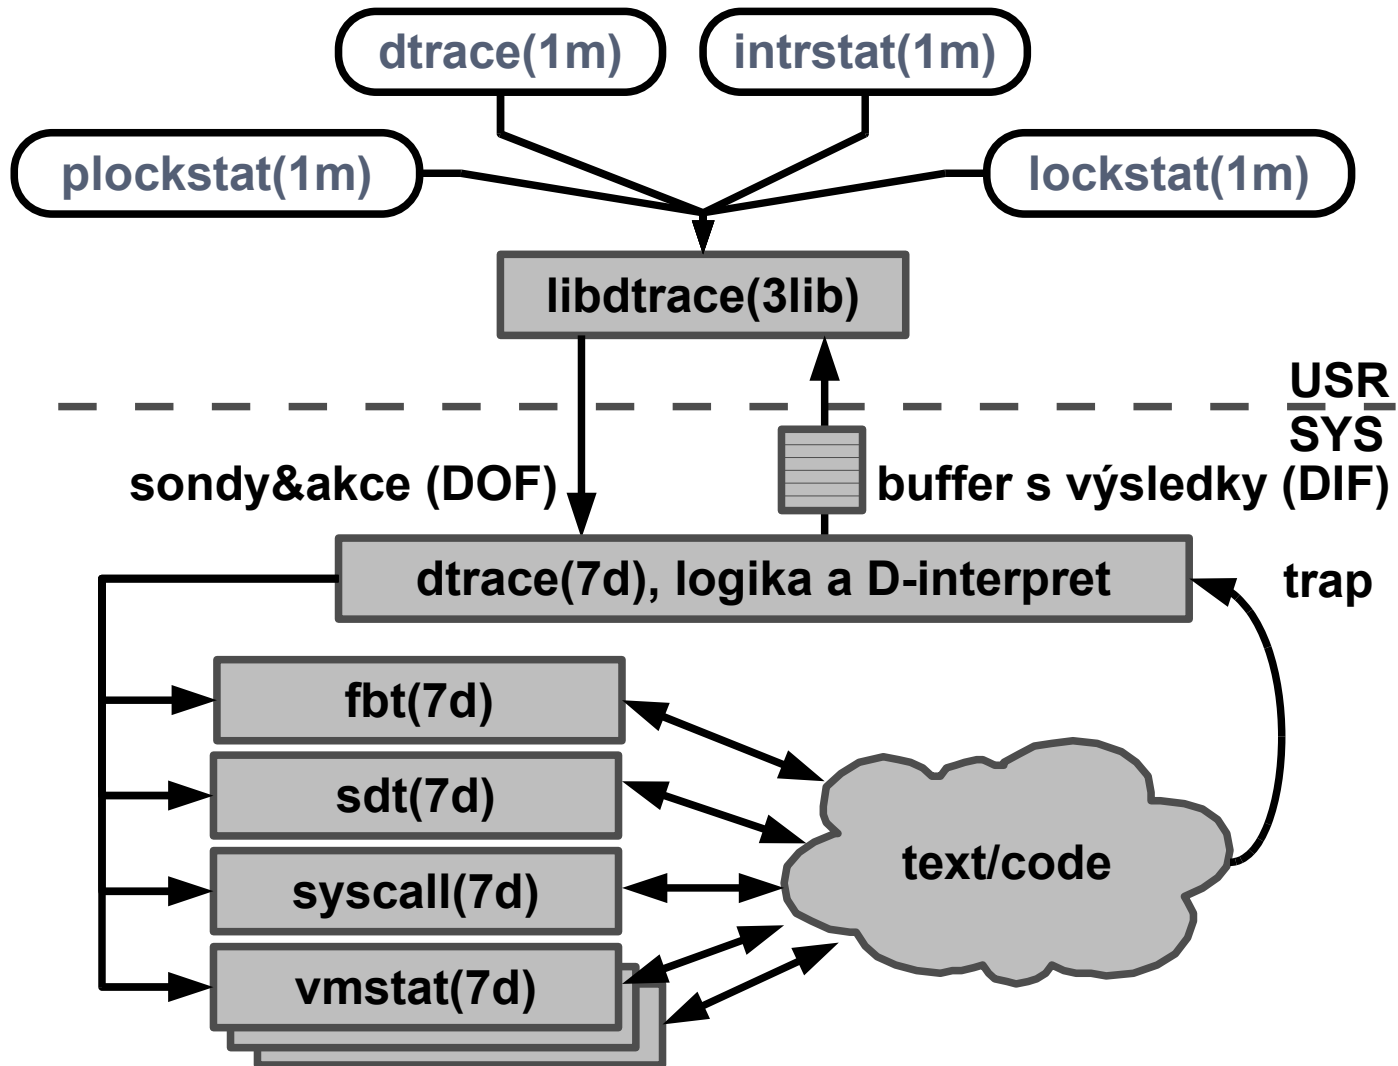 dtrace(1m)
intrstat(1m)
plockstat(1m)
lockstat(1m)
libdtrace(3lib)
USR
SYS
sondy&akce (DOF)
buffer s výsledky (DIF)
dtrace(7d), logika a D-interpret
trap
fbt(7d)
sdt(7d)
syscall(7d)
text/code
vmstat(7d)